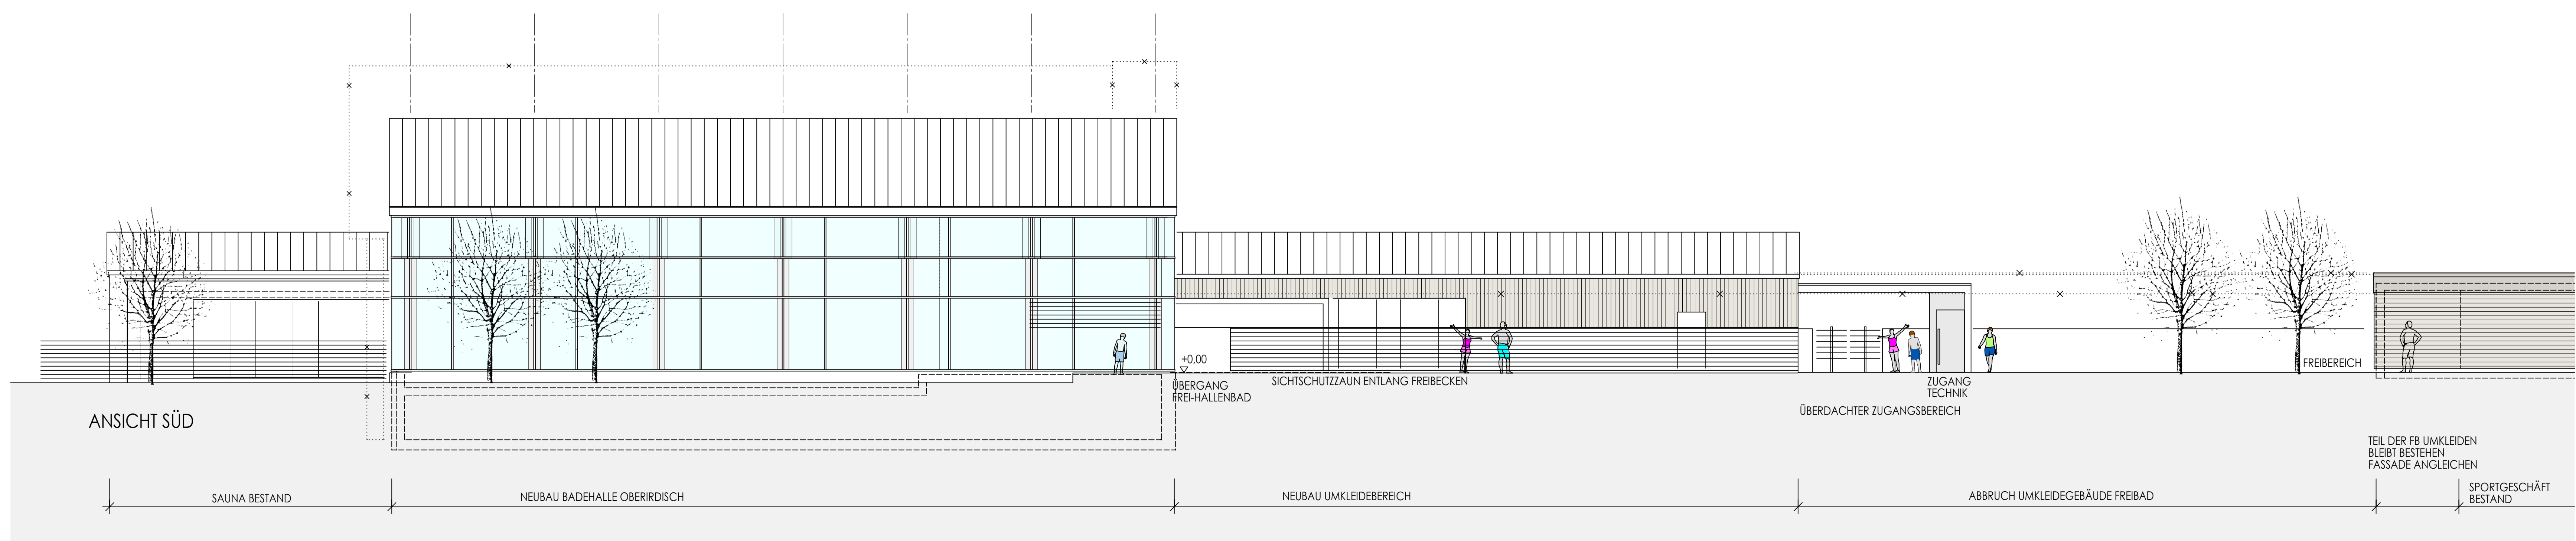 +0,00
FREIBEREICH
ÜBERGANG
FREI-HALLENBAD
SICHTSCHUTZZAUN ENTLANG FREIBECKEN
ZUGANG
TECHNIK
ÜBERDACHTER ZUGANGSBEREICH
ANSICHT SÜD
TEIL DER FB UMKLEIDEN
BLEIBT BESTEHEN
FASSADE ANGLEICHEN
SAUNA BESTAND
NEUBAU BADEHALLE OBERIRDISCH
NEUBAU UMKLEIDEBEREICH
ABBRUCH UMKLEIDEGEBÄUDE FREIBAD
SPORTGESCHÄFT
BESTAND